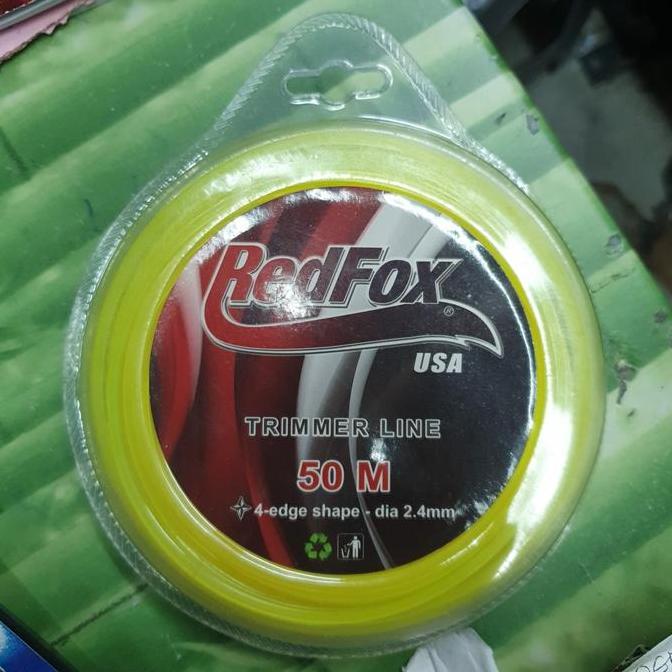 RedFox®
USA
TRIMMER LINE
50 M
4-edge shape - dia 2.4mm